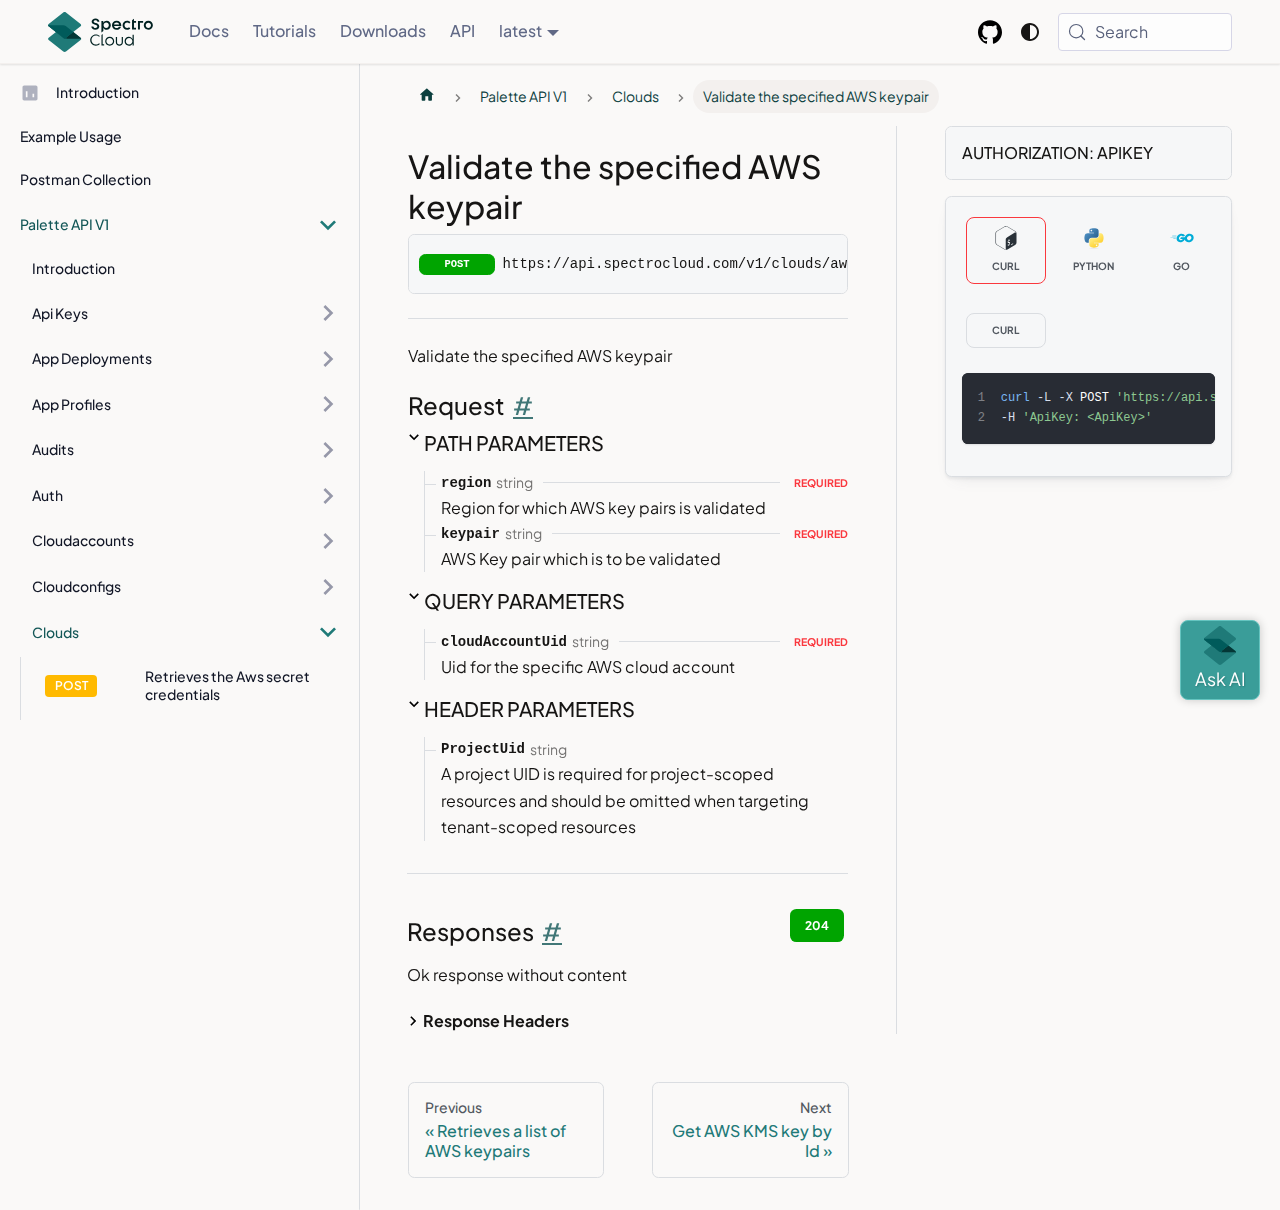 Spectro Cloud
Docs
Tutorials
Downloads
API
latest
Search
Introduction
Example Usage
Postman Collection
Palette API V1
Introduction
Api Keys
App Deployments
App Profiles
Audits
Auth
Cloudaccounts
Cloudconfigs
Clouds
POST
Retrieves the Aws secret
credentials
Palette API V1
Clouds
Validate the specified AWS keypair
Validate the specified AWS
keypair
POST https://api.spectrocloud.com/v1/clouds/aw
Validate the specified AWS keypair
Request #
PATH PARAMETERS
region string REQUIRED
Region for which AWS key pairs is validated
keypair string REQUIRED
AWS Key pair which is to be validated
QUERY PARAMETERS
cloudAccountUid string REQUIRED
Uid for the specific AWS cloud account
HEADER PARAMETERS
ProjectUid string
A project UID is required for project-scoped
resources and should be omitted when targeting
tenant-scoped resources
Responses #
204
Ok response without content
Response Headers
Previous
« Retrieves a list of
AWS keypairs
Next
Get AWS KMS key by
Id »
AUTHORIZATION: APIKEY
CURL
PYTHON
GO
CURL
1 curl -L -X POST 'https://api.s
2 -H 'ApiKey: <ApiKey>'
Ask AI